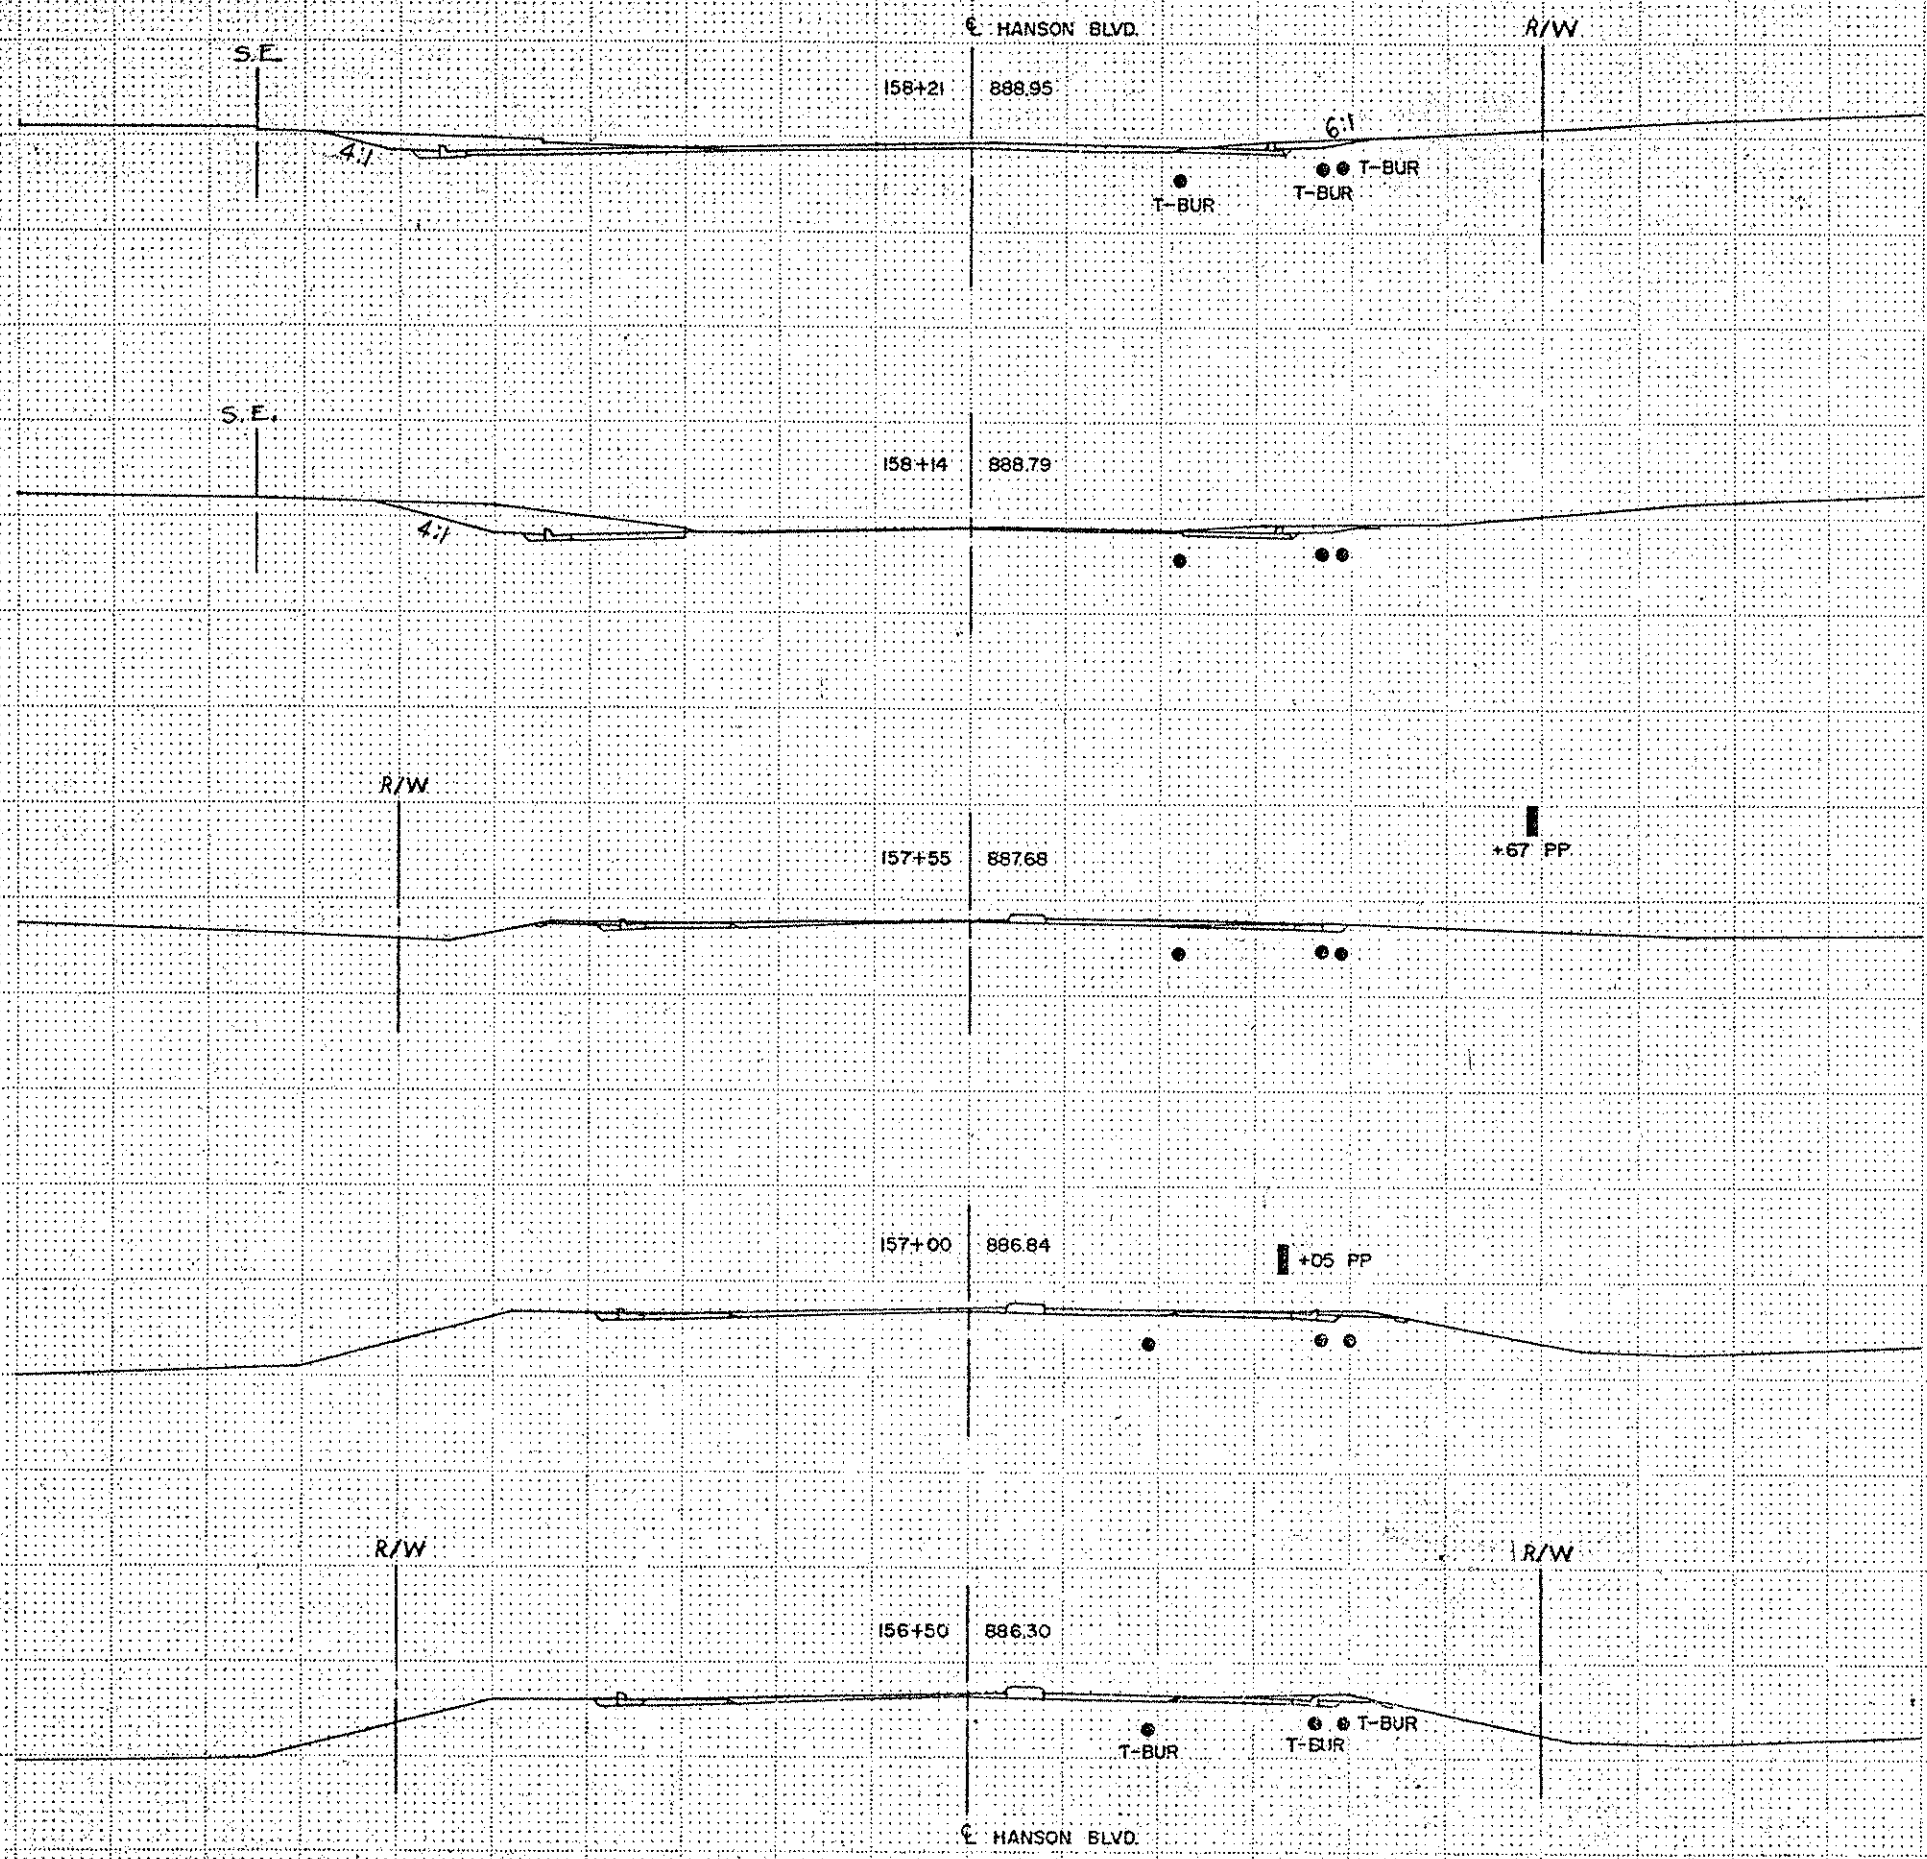 ℄ HANSON BLVD.
R/W
S.E.
158+21 888.95
4:1
6:1
T-BUR
T-BUR
T-BUR
S.E.
158+14 888.79
4:1
R/W
157+55 887.68
+67 PP
157+00 886.84
+05 PP
R/W
R/W
156+50 886.30
T-BUR
T-BUR
T-BUR
℄ HANSON BLVD.